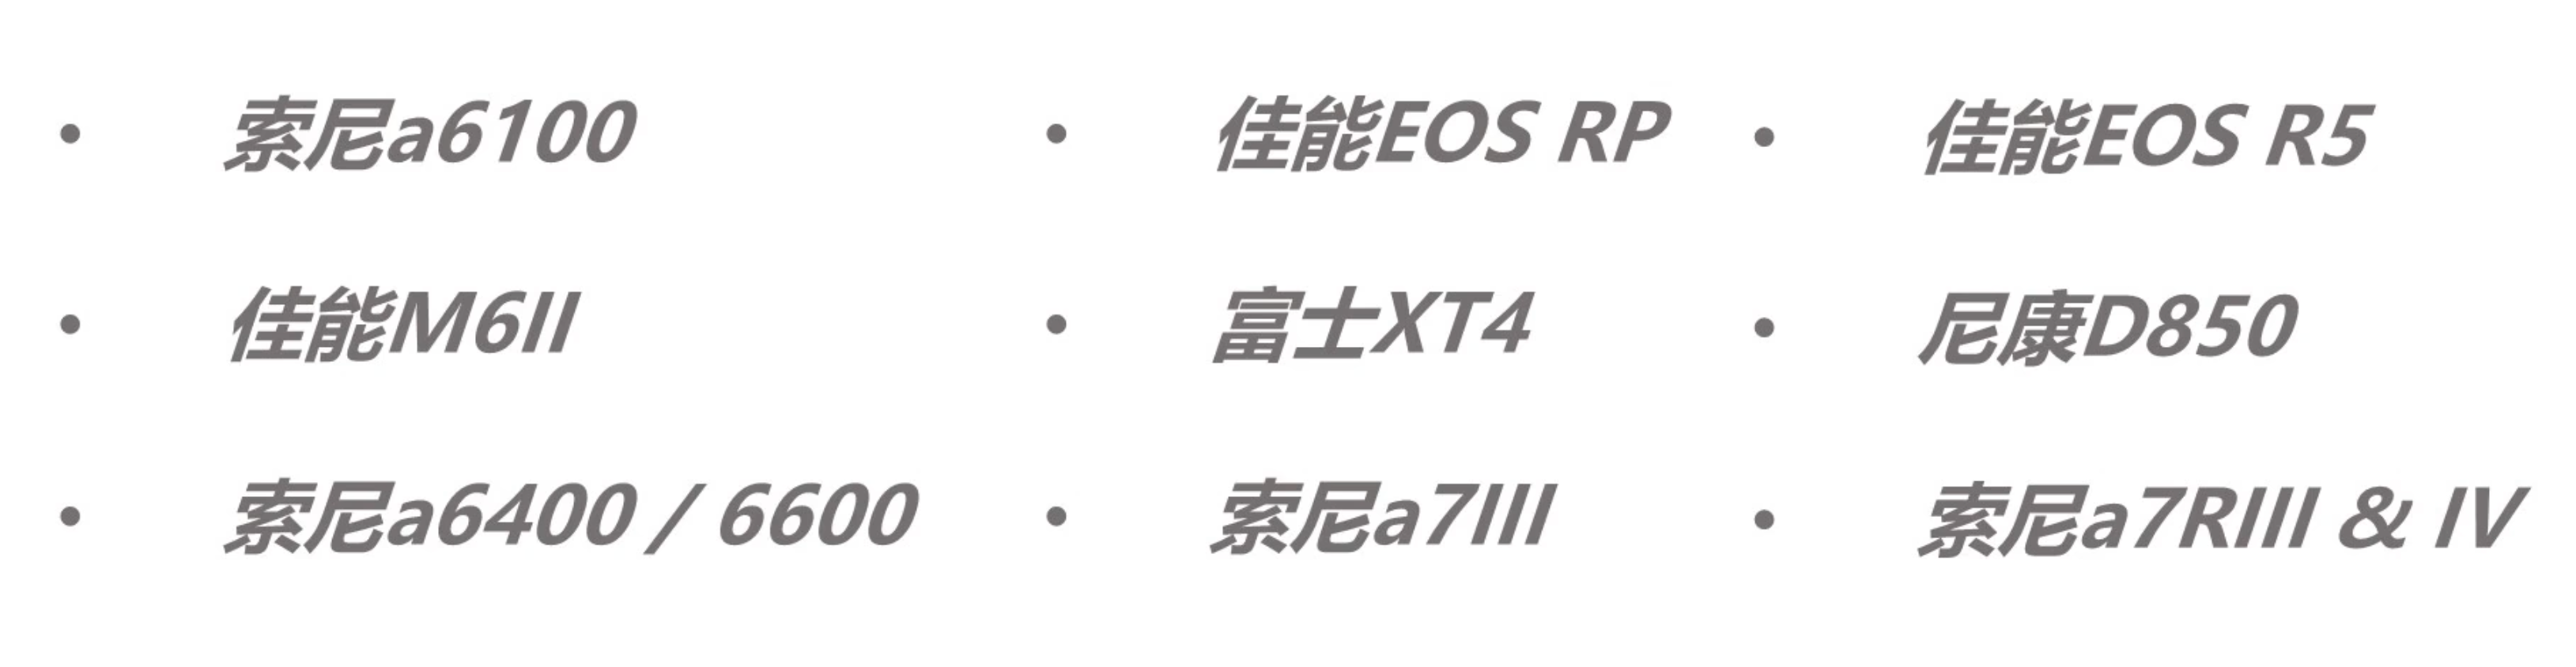 • 索尼a6100
• 佳能M6II
• 索尼a6400 / 6600
• 佳能EOS RP
• 富士XT4
• 索尼a7III
• 佳能EOS R5
• 尼康D850
• 索尼a7RIII & IV